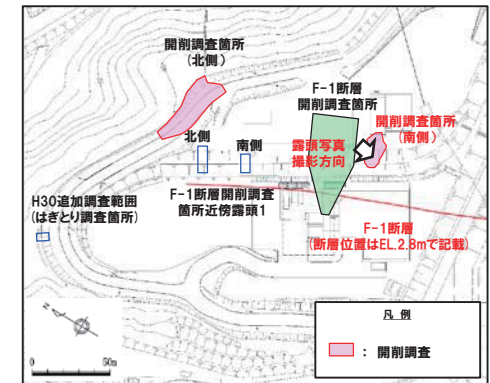 開削調査箇所
(北側)
F-1断層
開削調査箇所
開削調査箇所
(南側)
北側
南側
露頭写真
撮影方向
H30追加調査範囲
(はぎとり調査箇所)
F-1断層開削調査
箇所近傍露頭1
F-1断層
(断層位置はEL.2.8mで記載)
N
0
50m
凡 例
: 開削調査